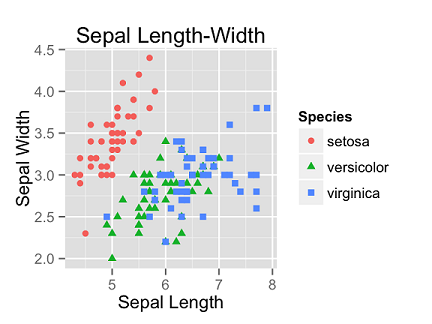 Sepal Length-Width
4.5
4.0
3.5
3.0
2.5
2.0
Sepal Width
5
6
7
8
Sepal Length
Species
setosa
versicolor
virginica